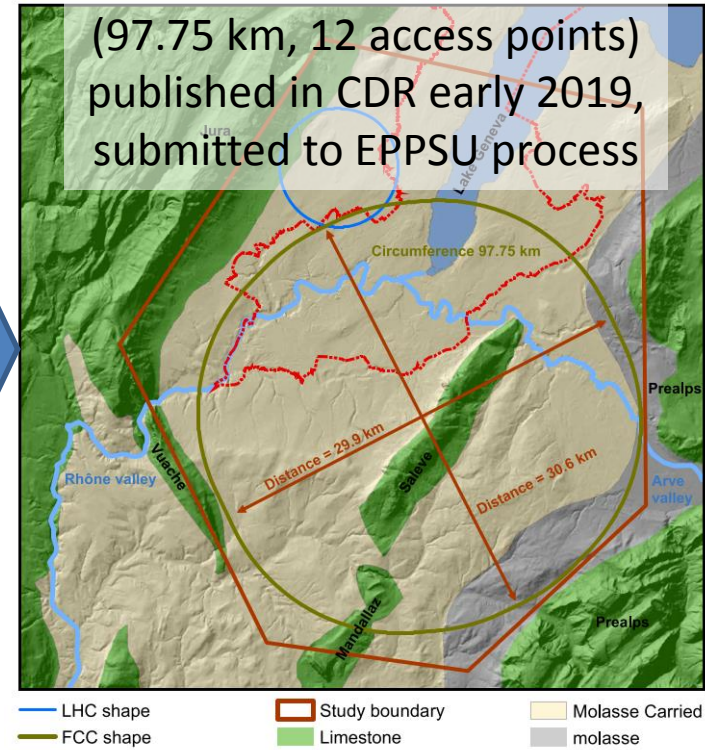 (97.75 km, 12 access points)
published in CDR early 2019,
submitted to EPPSU process
Jura
Lake Geneva
Circumference 97.75 km
Prealps
Distance = 29.9 km
Salève
Vuache
Rhône valley
Distance = 30.6 km
Arve
valley
Mandallaz
Prealps
LHC shape
Study boundary
Molasse Carried
FCC shape
Limestone
molasse